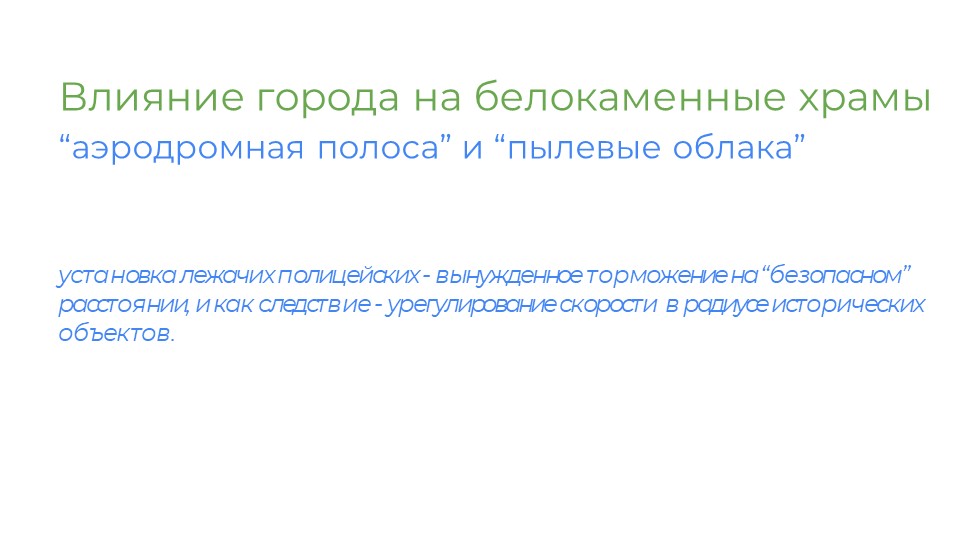 Влияние города на белокаменные храмы
“аэродромная полоса” и “пылевые облака”
установка лежачих полицейских - вынужденное торможение на “безопасном”
расстоянии, и как следствие - урегулирование скорости в радиусе исторических
объектов.